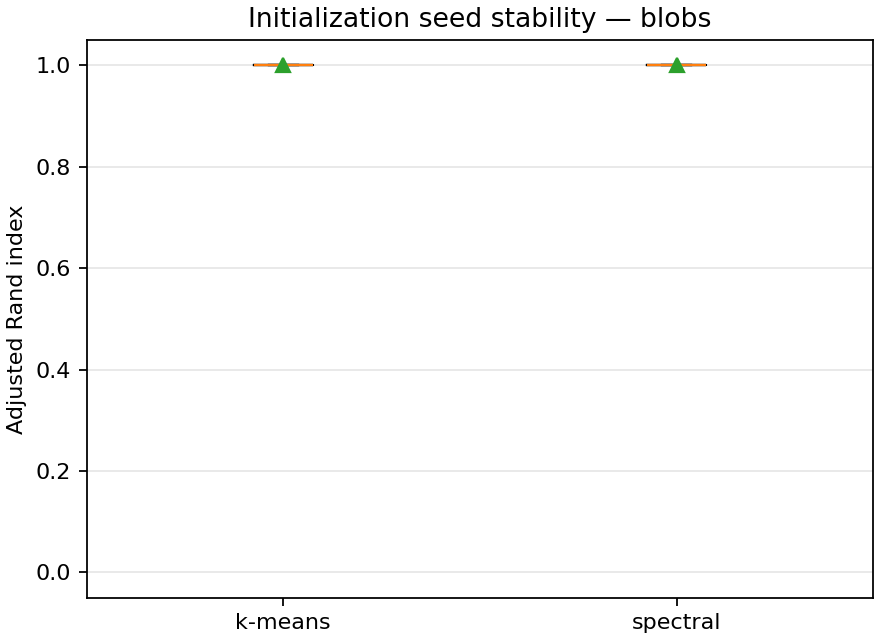 Initialization seed stability — blobs
Adjusted Rand index
1.0
0.8
0.6
0.4
0.2
0.0
k-means
spectral